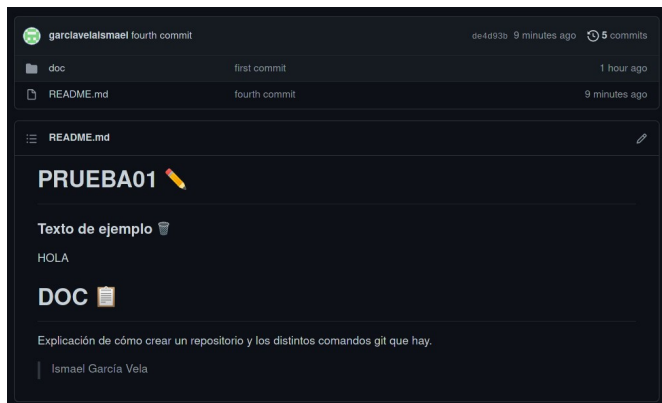 garciavelaismael fourth commit de4d93b 9 minutes ago 5 commits
doc first commit 1 hour ago
README.md fourth commit 9 minutes ago
README.md
PRUEBA01 ✏️
Texto de ejemplo 🗑️
HOLA
DOC 📋
Explicación de cómo crear un repositorio y los distintos comandos git que hay.
Ismael García Vela